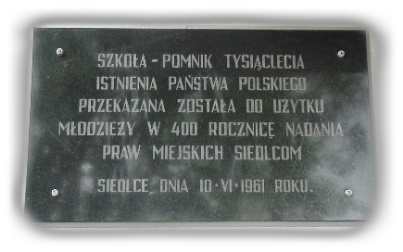 SZKOŁA - POMNIK TYSIĄCLECIA
ISTNIENIA PAŃSTWA POLSKIEGO
PRZEKAZANA ZOSTAŁA DO UŻYTKU
MŁODZIEŻY W 400 ROCZNICĘ NADANIA
PRAW MIEJSKICH SIEDLCOM
SIEDLCE, DNIA 10·VI·1961 ROKU.